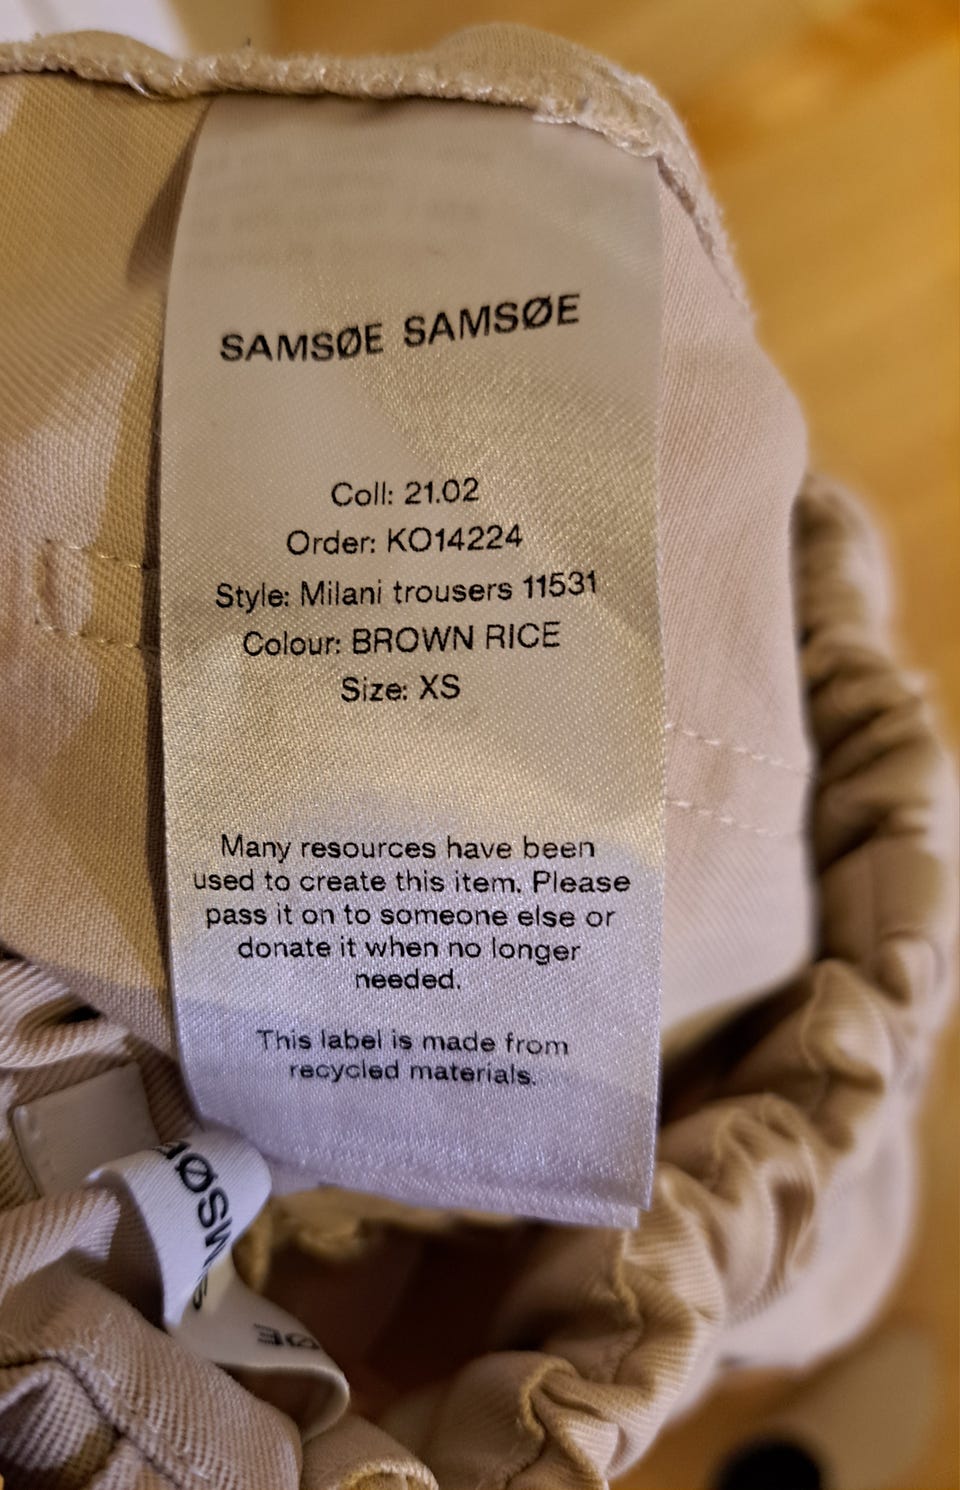 SAMSØE SAMSØE
Coll: 21.02
Order: KO14224
Style: Milani trousers 11531
Colour: BROWN RICE
Size: XS
Many resources have been
used to create this item. Please
pass it on to someone else or
donate it when no longer
needed.
This label is made from
recycled materials.